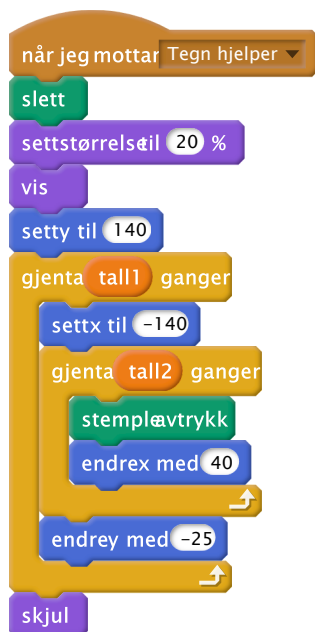 når jeg mottar Tegn hjelper
slett
settstørrelsetil 20 %
vis
setty til 140
gjenta tall1 ganger
settx til -140
gjenta tall2 ganger
stempleavtrykk
endrex med 40
endrey med -25
skjul